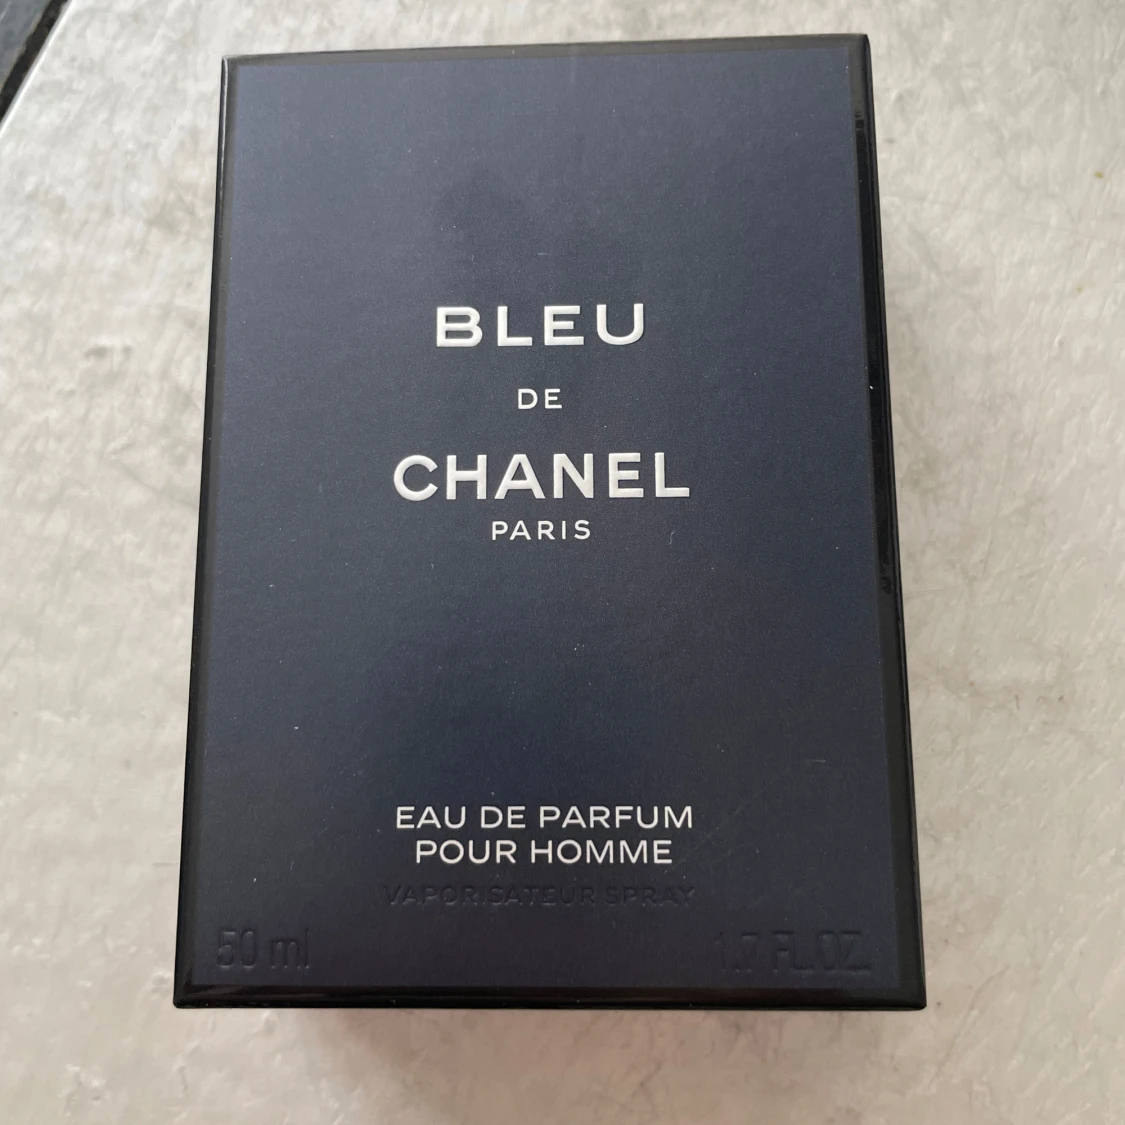 BLEU
DE
CHANEL
PARIS
EAU DE PARFUM
POUR HOMME
VAPORISATEUR SPRAY
50 ml 1.7 FL. OZ.